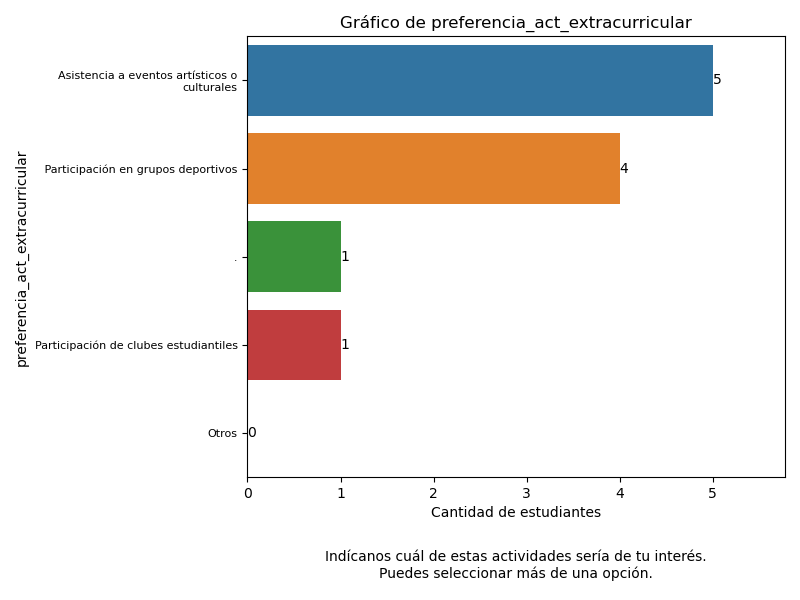 Gráfico de preferencia_act_extracurricular
preferencia_act_extracurricular
Asistencia a eventos artísticos o
culturales
5
Participación en grupos deportivos
4
.
1
Participación de clubes estudiantiles
1
Otros
0
0 1 2 3 4 5
Cantidad de estudiantes
Indícanos cuál de estas actividades sería de tu interés.
Puedes seleccionar más de una opción.